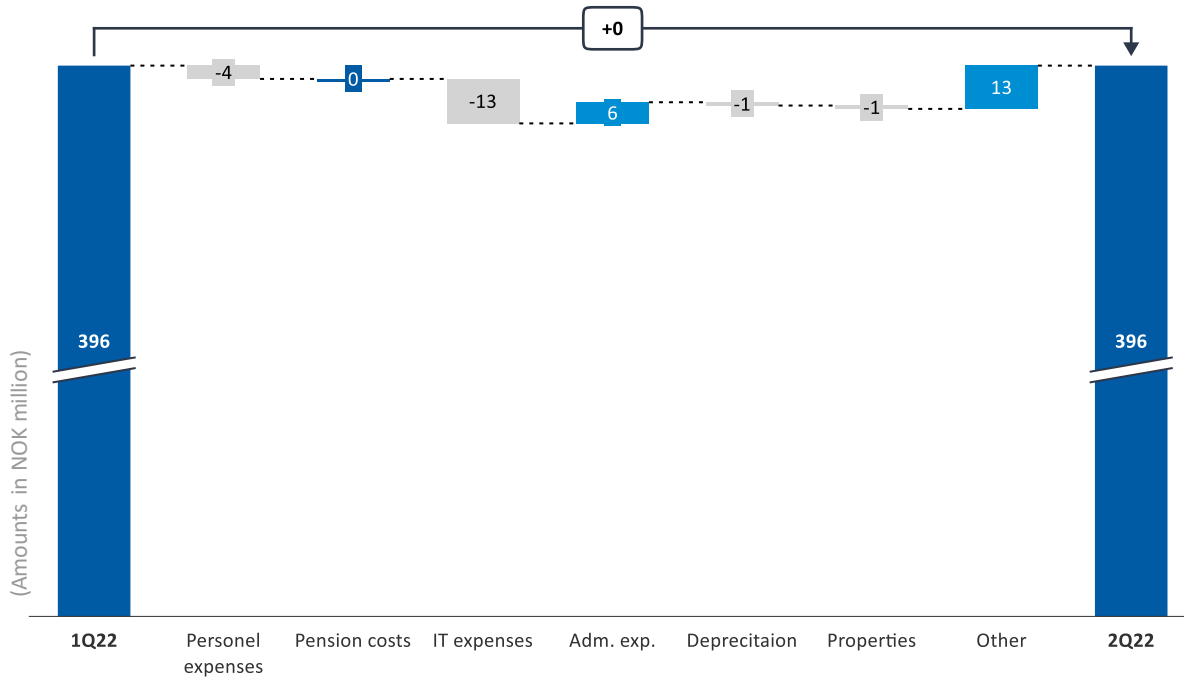 +0
-4
0
-13
6
-1
-1
13
396
396
(Amounts in NOK million)
1Q22
Personel
expenses
Pension costs
IT expenses
Adm. exp.
Deprecitaion
Properties
Other
2Q22